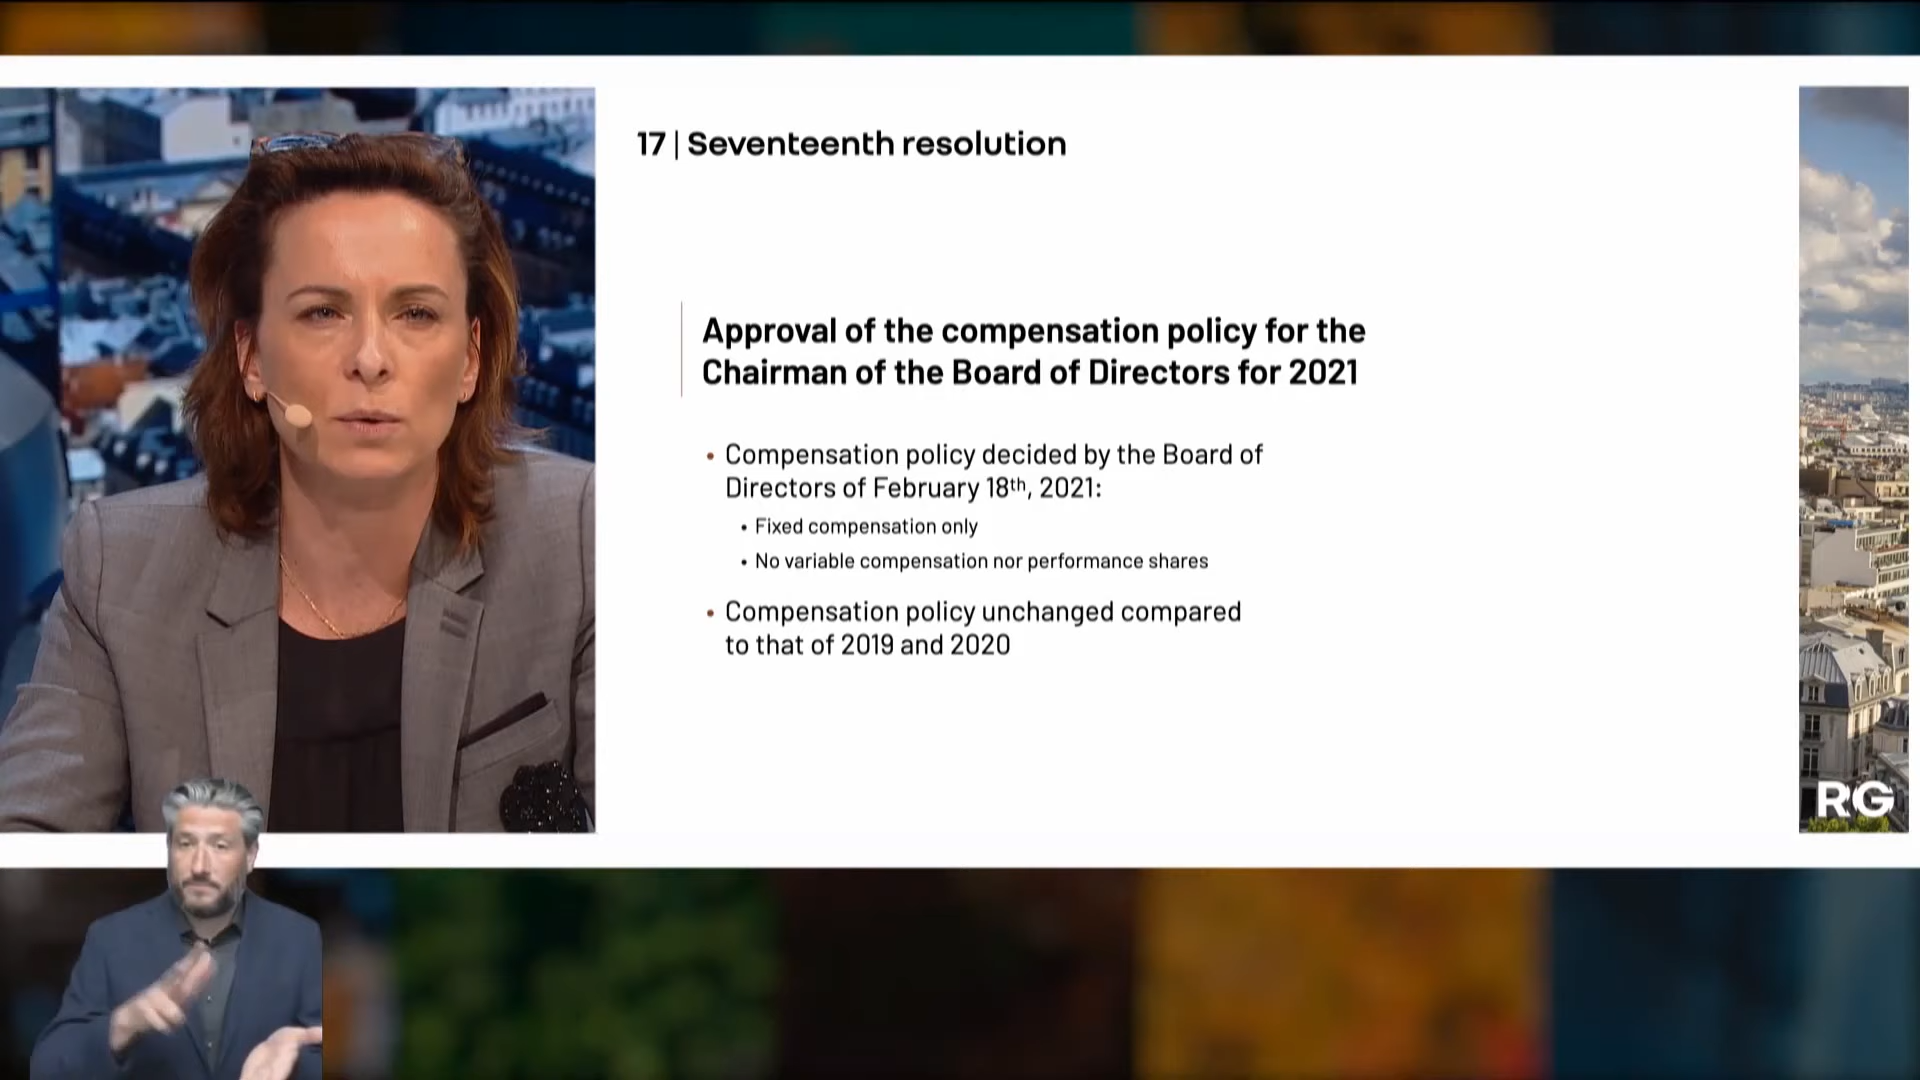 17 | Seventeenth resolution
Approval of the compensation policy for the
Chairman of the Board of Directors for 2021
• Compensation policy decided by the Board of
Directors of February 18th, 2021:
• Fixed compensation only
• No variable compensation nor performance shares
• Compensation policy unchanged compared
to that of 2019 and 2020
RG